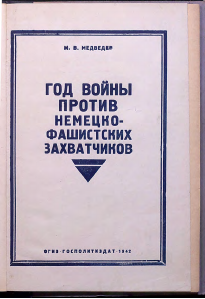 М. В. МЕДВЕДЕВ
ГОД ВОЙНЫ
ПРОТИВ
НЕМЕЦКО-
ФАШИСТСКИХ
ЗАХВАТЧИКОВ
ОГИЗ ГОСПОЛИТИЗДАТ 1942